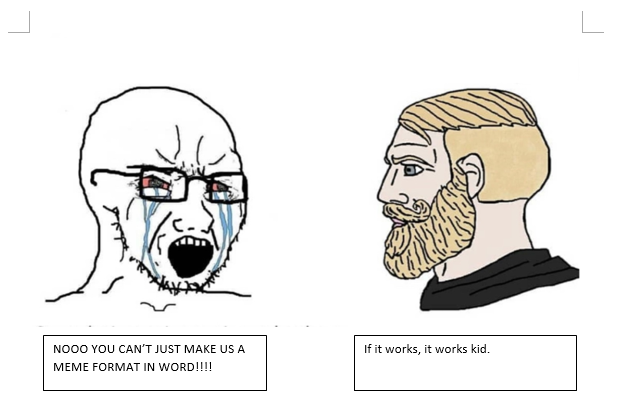 NOOO YOU CAN'T JUST MAKE US A
MEME FORMAT IN WORD!!!!
If it works, it works kid.